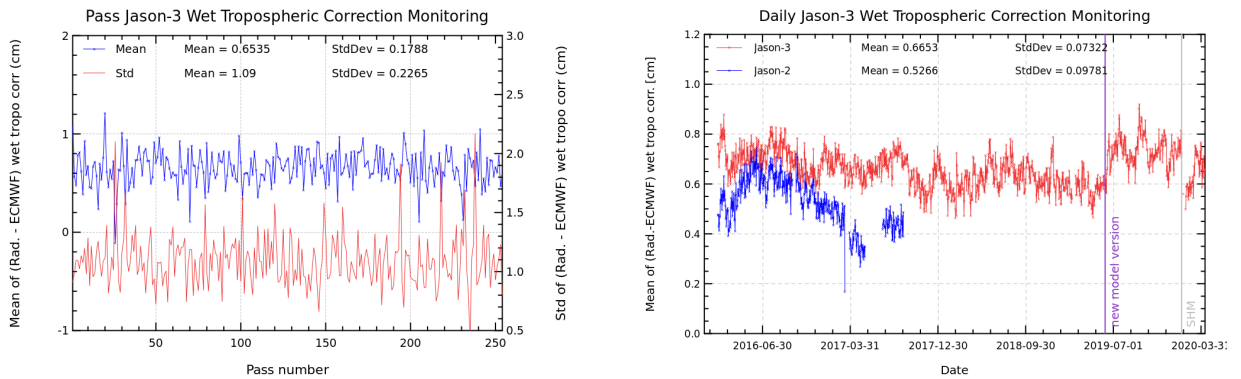 Pass Jason-3 Wet Tropospheric Correction Monitoring
Mean of (Rad. - ECMWF) wet tropo corr (cm)
2
1
0
-1
Mean Mean = 0.6535 StdDev = 0.1788
Std Mean = 1.09 StdDev = 0.2265
3.0
2.5
2.0
1.5
1.0
0.5
Std of (Rad. - ECMWF) wet tropo corr (cm)
50 100 150 200 250
Pass number
Daily Jason-3 Wet Tropospheric Correction Monitoring
Mean of (Rad.-ECMWF) wet tropo corr. [cm]
1.2
1.0
0.8
0.6
0.4
0.2
0.0
Jason-3 Mean = 0.6653 StdDev = 0.07322
Jason-2 Mean = 0.5266 StdDev = 0.09781
new model version
SHM
2016-06-30 2017-03-31 2017-12-30 2018-09-30 2019-07-01 2020-03-31
Date